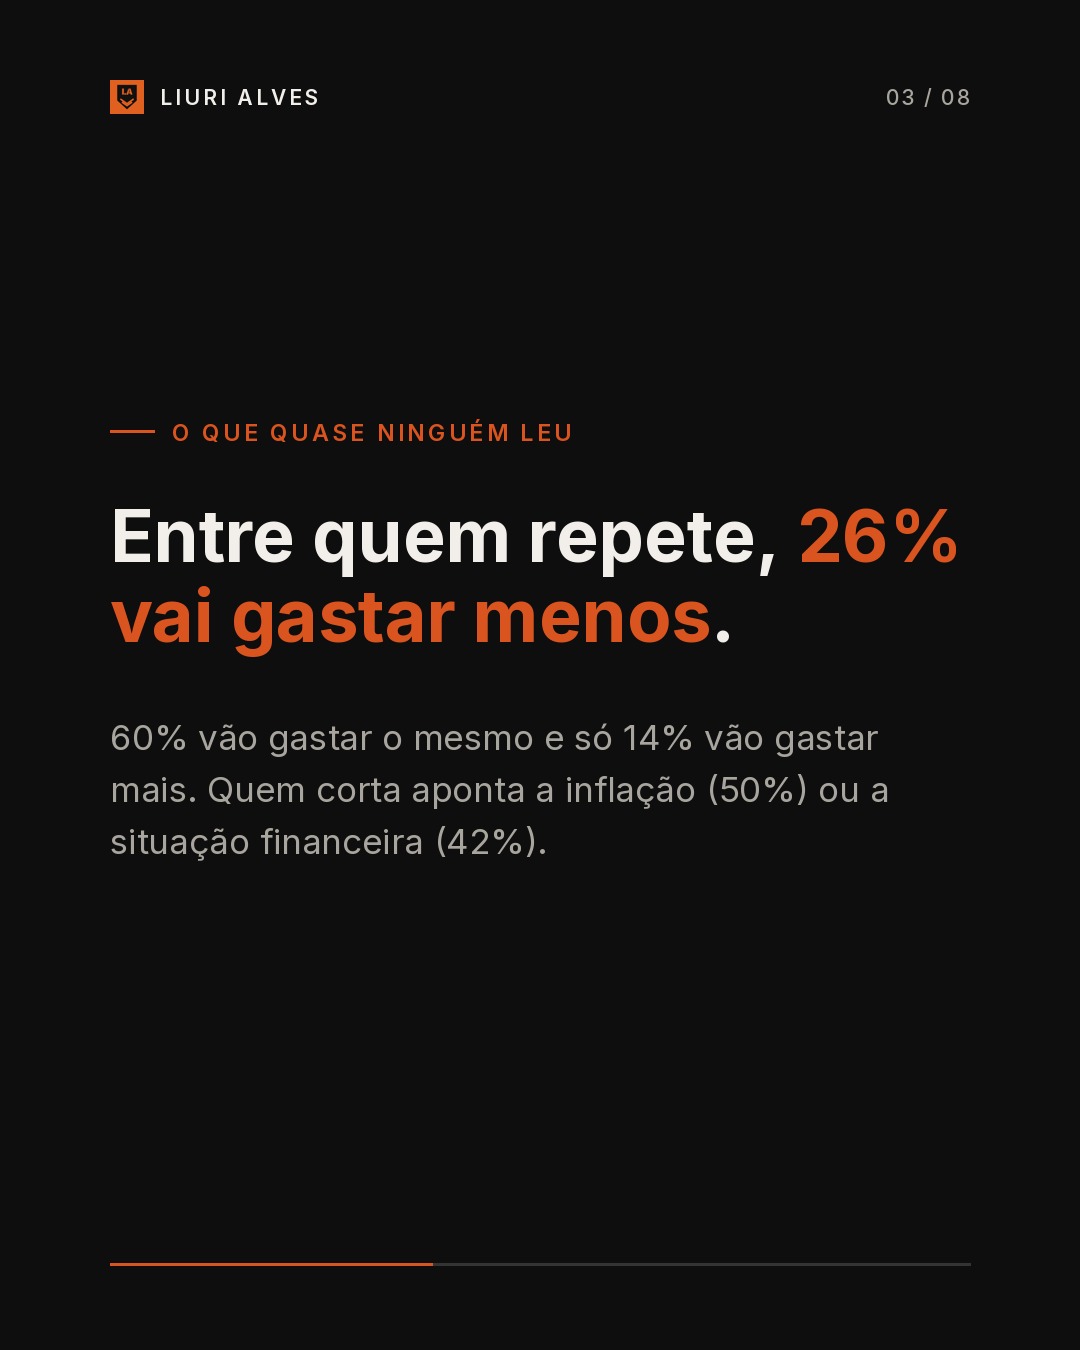 LA
LIURI ALVES
03 / 08
O QUE QUASE NINGUÉM LEU
Entre quem repete, 26%
vai gastar menos.
60% vão gastar o mesmo e só 14% vão gastar
mais. Quem corta aponta a inflação (50%) ou a
situação financeira (42%).